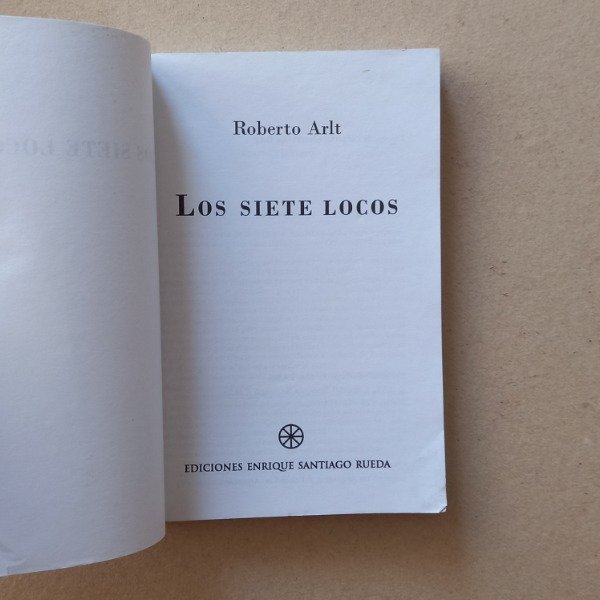 Roberto Arlt
LOS SIETE LOCOS
EDICIONES ENRIQUE SANTIAGO RUEDA